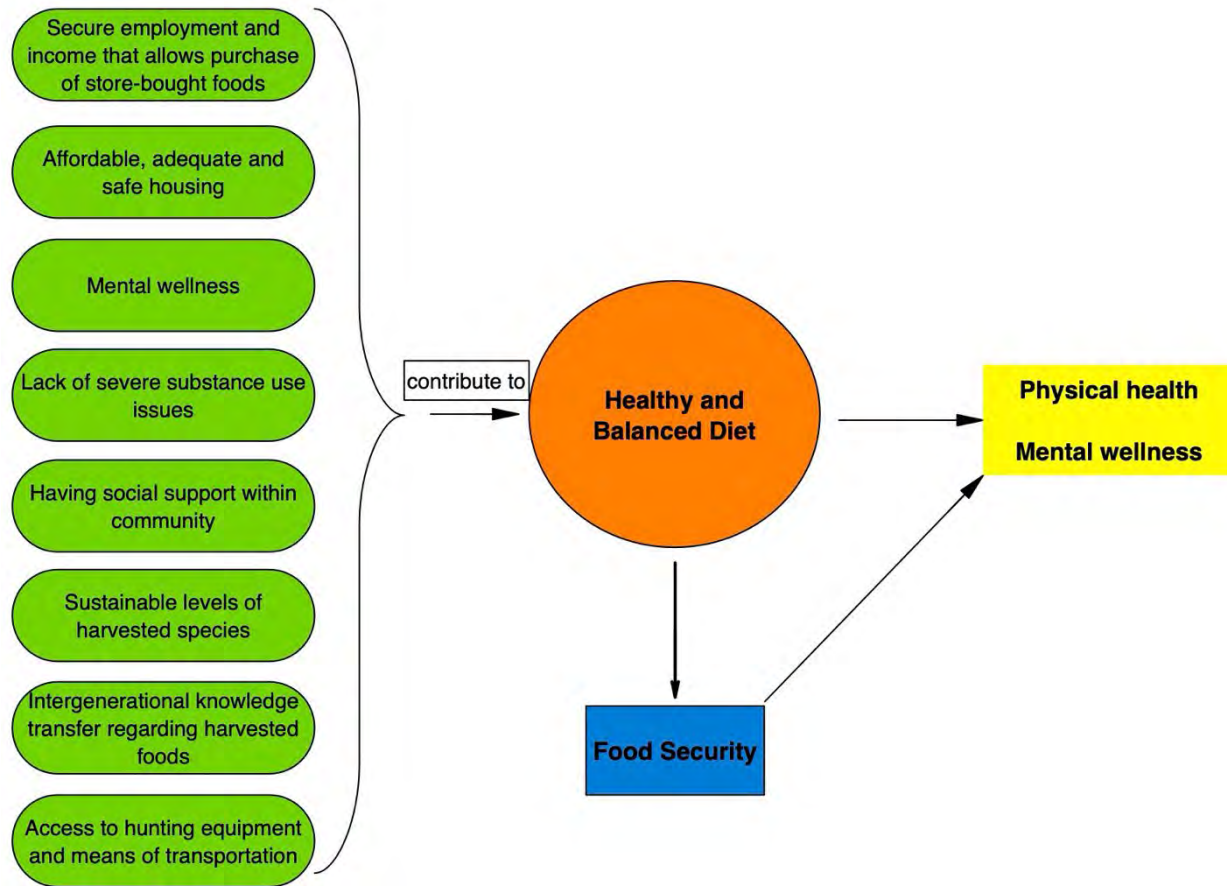 Secure employment and
income that allows purchase
of store-bought foods
Affordable, adequate and
safe housing
Mental wellness
Lack of severe substance use
issues
Having social support within
community
Sustainable levels of
harvested species
Intergenerational knowledge
transfer regarding harvested
foods
Access to hunting equipment
and means of transportation
contribute to
Healthy and
Balanced Diet
Food Security
Physical health
Mental wellness